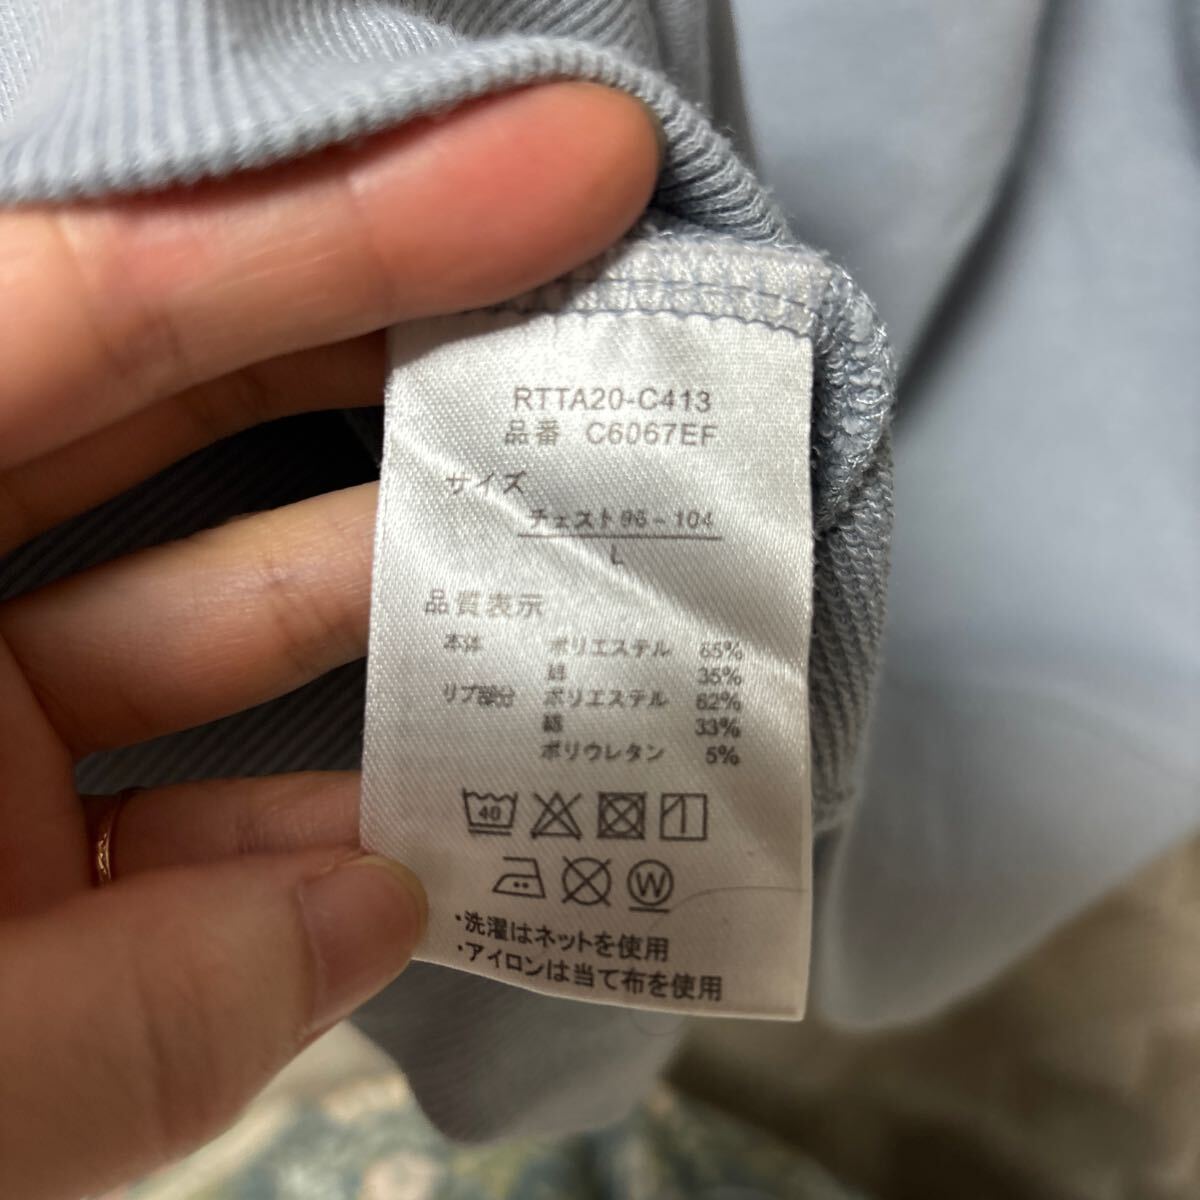 RTTA20-C413
品番 C6067EF
サイズ
チェスト96-104
L
品質表示
本体 ポリエステル 65%
綿 35%
リブ部分 ポリエステル 62%
綿 33%
ポリウレタン 5%
40
W
・洗濯はネットを使用
・アイロンは当て布を使用